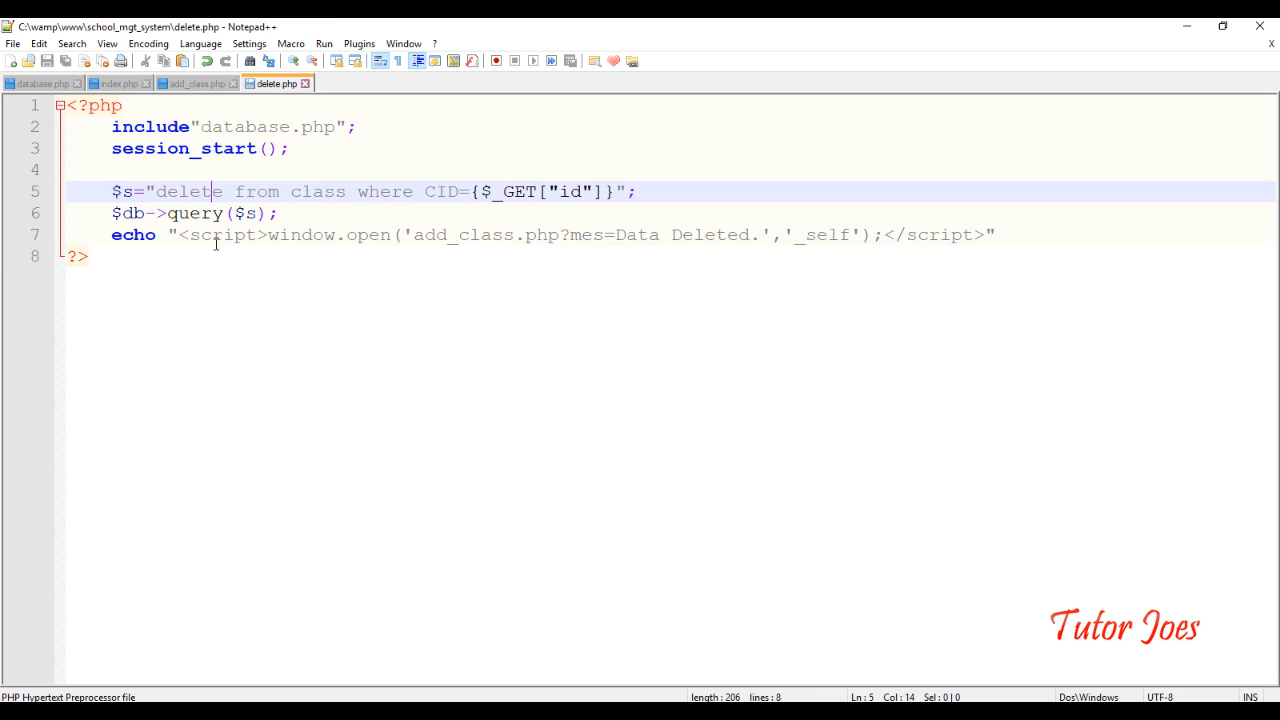 C:\wamp\www\school_mgt_system\delete.php - Notepad++
File Edit Search View Encoding Language Settings Macro Run Plugins Window ? X
database.php index.php add_class.php delete.php
1 <?php
2 include"database.php";
3 session_start();
4
5 $s="delete from class where CID={$_GET["id"]}";
6 $db->query($s);
7 echo "<script>window.open('add_class.php?mes=Data Deleted.','_self');</script>"
8 ?>
Tutor Joes
PHP Hypertext Preprocessor file length : 206 lines : 8 Ln : 5 Col : 14 Sel : 0 | 0 Dos\Windows UTF-8 INS